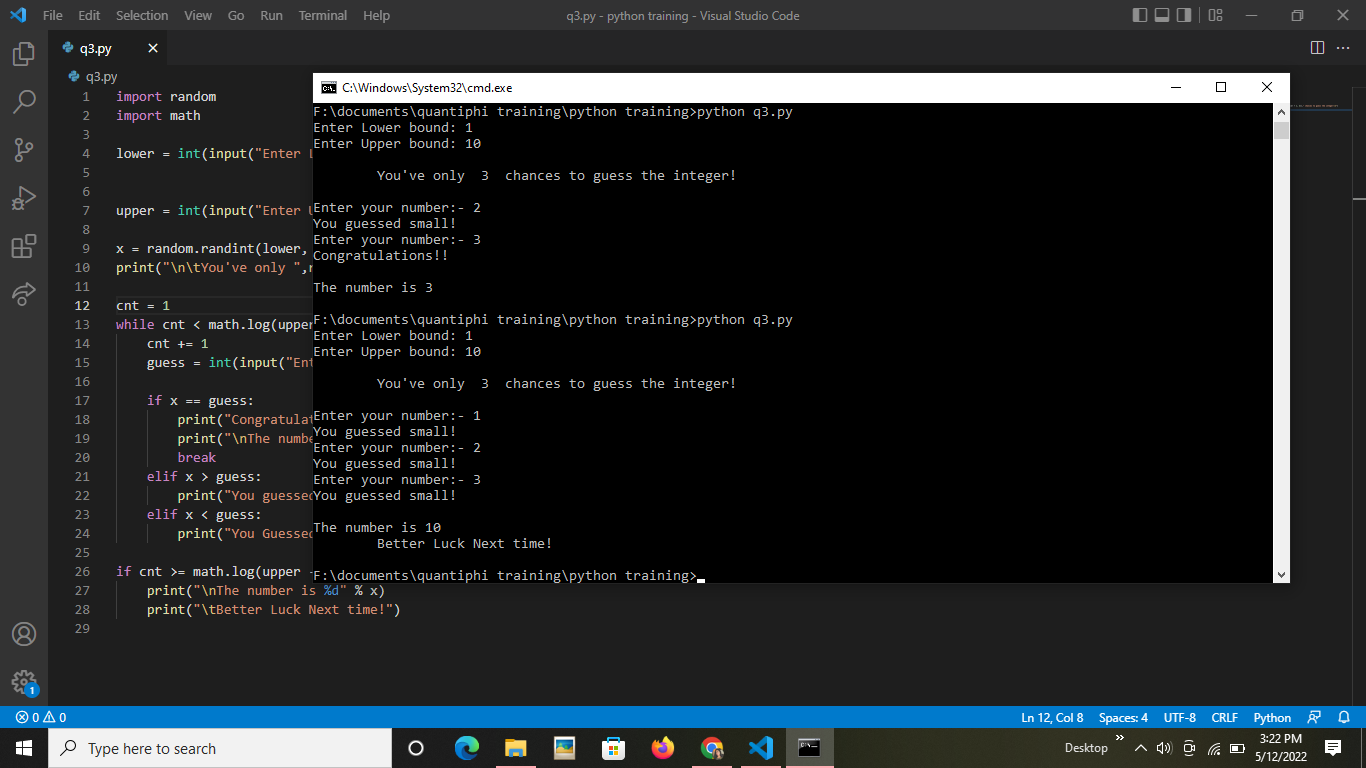 File Edit Selection View Go Run Terminal Help q3.py - python training - Visual Studio Code
q3.py
q3.py
1 import random
2 import math
3
4 lower = int(input("Enter
5
6
7 upper = int(input("Enter
8
9 x = random.randint(lower,
10 print("\n\tYou've only ",
11
12 cnt = 1
13 while cnt < math.log(upper
14 cnt += 1
15 guess = int(input("Ent
16
17 if x == guess:
18 print("Congratulat
19 print("\nThe numbe
20 break
21 elif x > guess:
22 print("You guessed
23 elif x < guess:
24 print("You Guessed
25
26 if cnt >= math.log(upper
27 print("\nThe number is %d" % x)
28 print("\tBetter Luck Next time!")
29
C:\Windows\System32\cmd.exe
F:\documents\quantiphi training\python training>python q3.py
Enter Lower bound: 1
Enter Upper bound: 10
You've only 3 chances to guess the integer!
Enter your number:- 2
You guessed small!
Enter your number:- 3
Congratulations!!
The number is 3
F:\documents\quantiphi training\python training>python q3.py
Enter Lower bound: 1
Enter Upper bound: 10
You've only 3 chances to guess the integer!
Enter your number:- 1
You guessed small!
Enter your number:- 2
You guessed small!
Enter your number:- 3
You guessed small!
The number is 10
Better Luck Next time!
F:\documents\quantiphi training\python training>
1
0 0 Ln 12, Col 8 Spaces: 4 UTF-8 CRLF Python
Type here to search Desktop 3:22 PM
5/12/2022